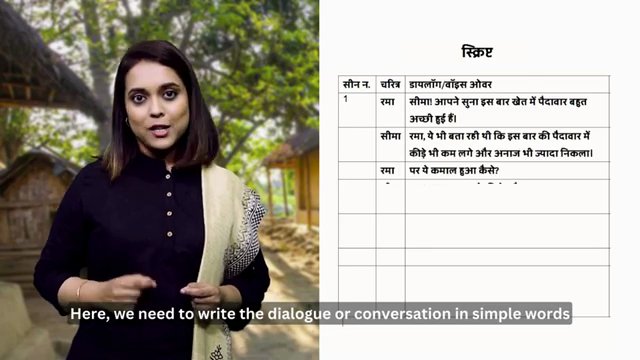 स्क्रिप्ट
सीन न. चरित्र डायलॉग/वॉइस ओवर
1 रमा सीमा! आपने सुना इस बार खेत में पैदावार बहुत
अच्छी हुई हैं।
सीमा रमा, ये भी बता रही थी कि इस बार की पैदावार में
कीड़े भी कम लगे और अनाज भी ज्यादा निकला।
रमा पर ये कमाल हुआ कैसे?
Here, we need to write the dialogue or conversation in simple words